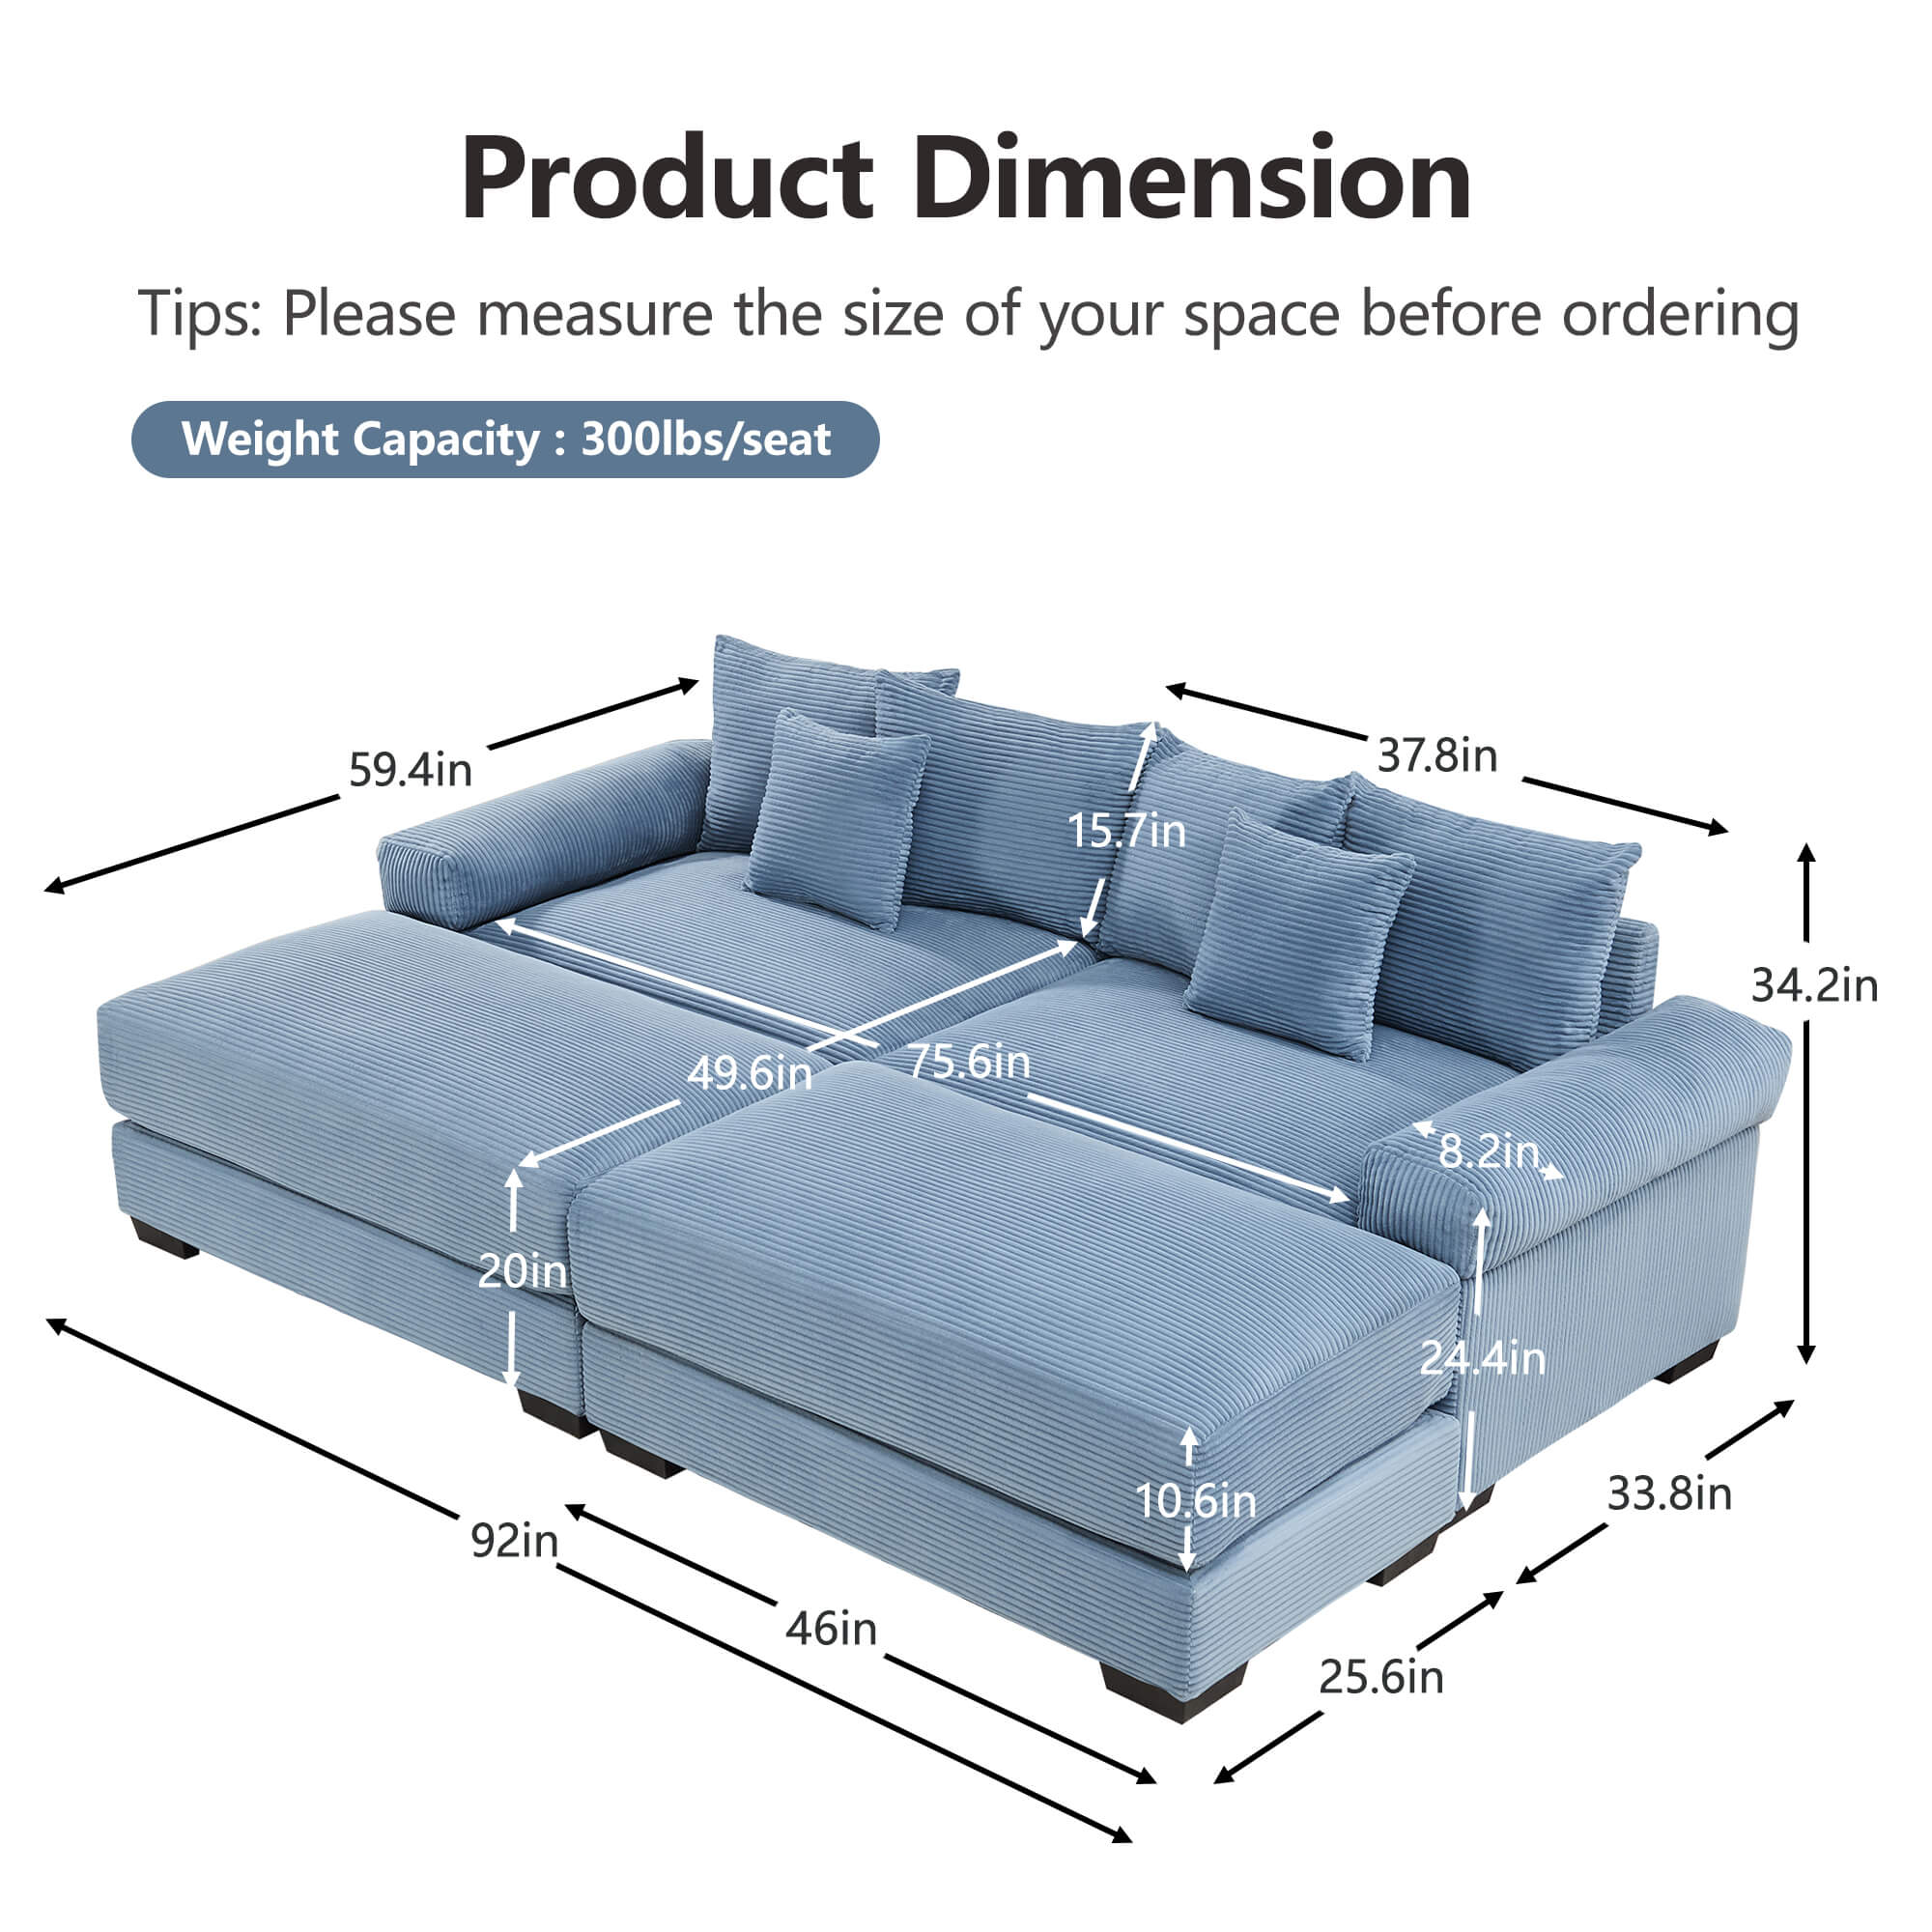 Product Dimension
Tips: Please measure the size of your space before ordering
Weight Capacity : 300lbs/seat
59.4in
37.8in
15.7in
34.2in
49.6in
75.6in
8.2in
20in
24.4in
10.6in
33.8in
92in
46in
25.6in